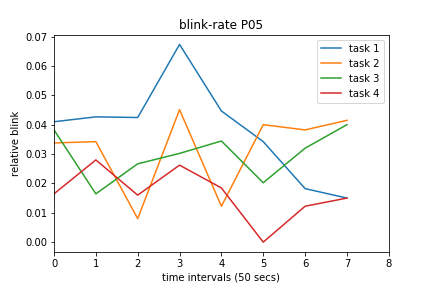 blink-rate P05
0.07
0.06
0.05
0.04
0.03
0.02
0.01
0.00
relative blink
task 1
task 2
task 3
task 4
0 1 2 3 4 5 6 7 8
time intervals (50 secs)